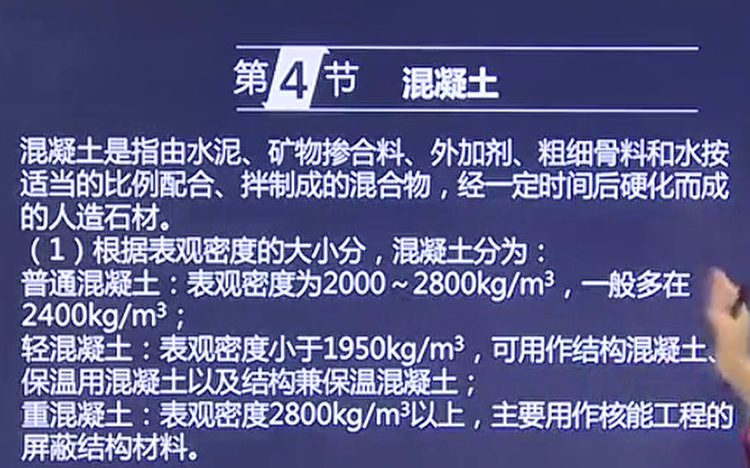 第4节 混凝土
混凝土是指由水泥、矿物掺合料、外加剂、粗细骨料和水按
适当的比例配合、拌制成的混合物，经一定时间后硬化而成
的人造石材。
（1）根据表观密度的大小分，混凝土分为：
普通混凝土：表观密度为2000～2800kg/m³，一般多在
2400kg/m³；
轻混凝土：表观密度小于1950kg/m³，可用作结构混凝土、
保温用混凝土以及结构兼保温混凝土；
重混凝土：表观密度2800kg/m³以上，主要用作核能工程的
屏蔽结构材料。